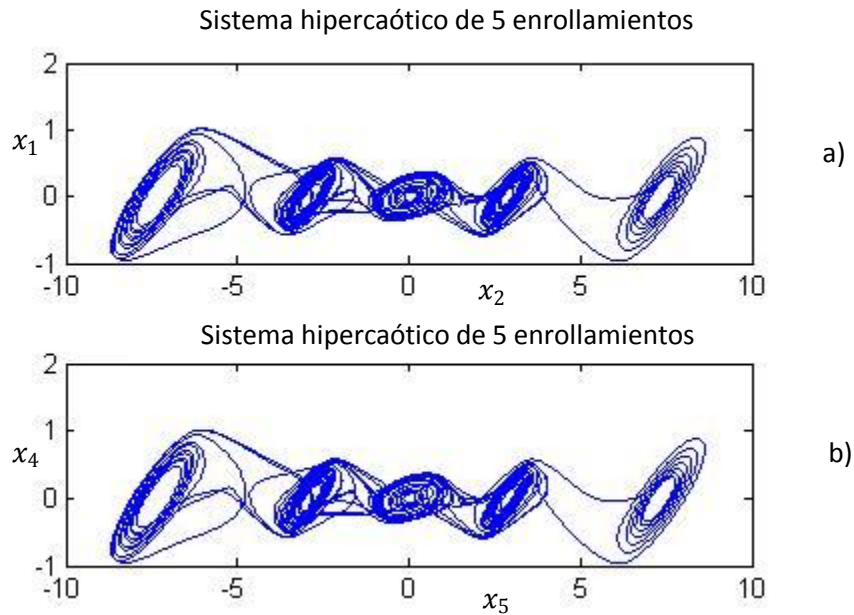 Sistema hipercaótico de 5 enrollamientos
2
1
0
-1
x₁
a)
-10
-5
0
5
10
x₂
Sistema hipercaótico de 5 enrollamientos
2
1
0
-1
x₄
b)
-10
-5
0
5
10
x₅